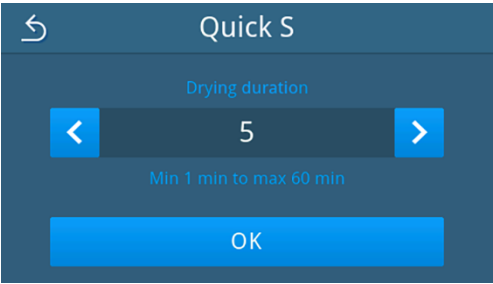 Quick S
Drying duration
5
Min 1 min to max 60 min
OK